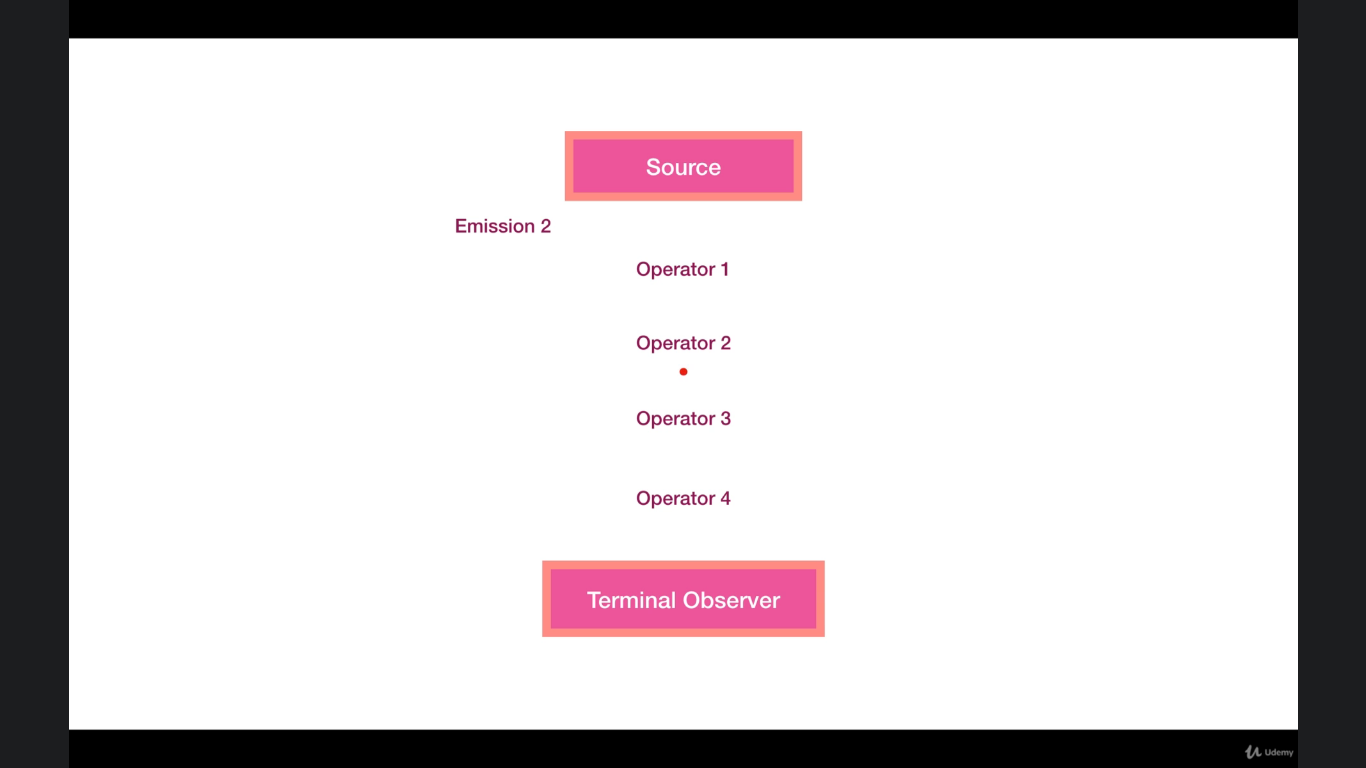 Source
Emission 2
Operator 1
Operator 2
Operator 3
Operator 4
Terminal Observer
Udemy